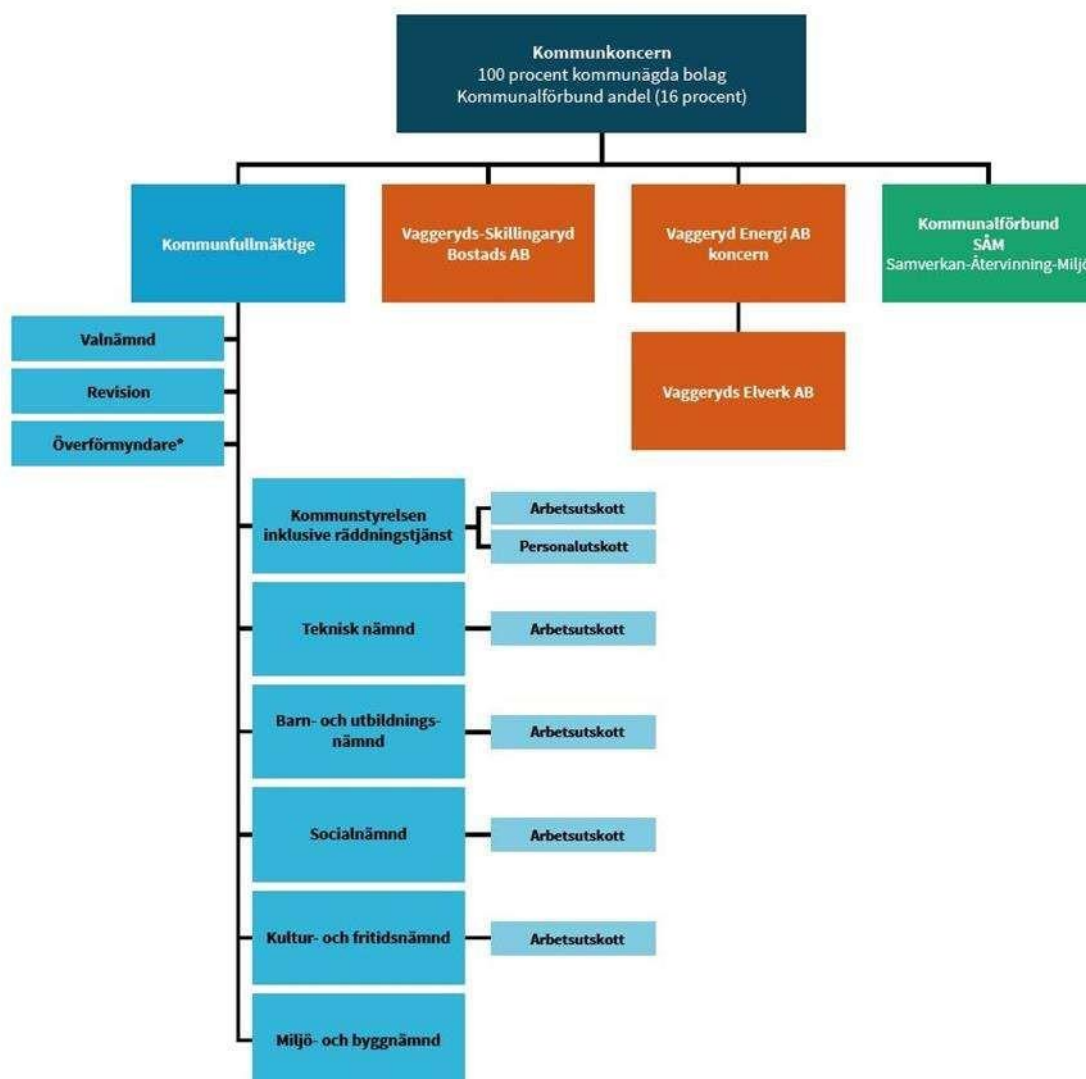 Kommunkoncern
100 procent kommunägda bolag
Kommunalförbund andel (16 procent)
Kommunfullmäktige
Vaggeryds-Skillingaryd
Bostads AB
Vaggeryd Energi AB
koncern
Kommunalförbund
SÅM
Samverkan-Återvinning-Miljö
Valnämnd
Revision
Överförmyndare*
Vaggeryds Elverk AB
Kommunstyrelsen
inklusive räddningstjänst
Arbetsutskott
Personalutskott
Teknisk nämnd
Arbetsutskott
Barn- och utbildnings-
nämnd
Arbetsutskott
Socialnämnd
Arbetsutskott
Kultur- och fritidsnämnd
Arbetsutskott
Miljö- och byggnämnd